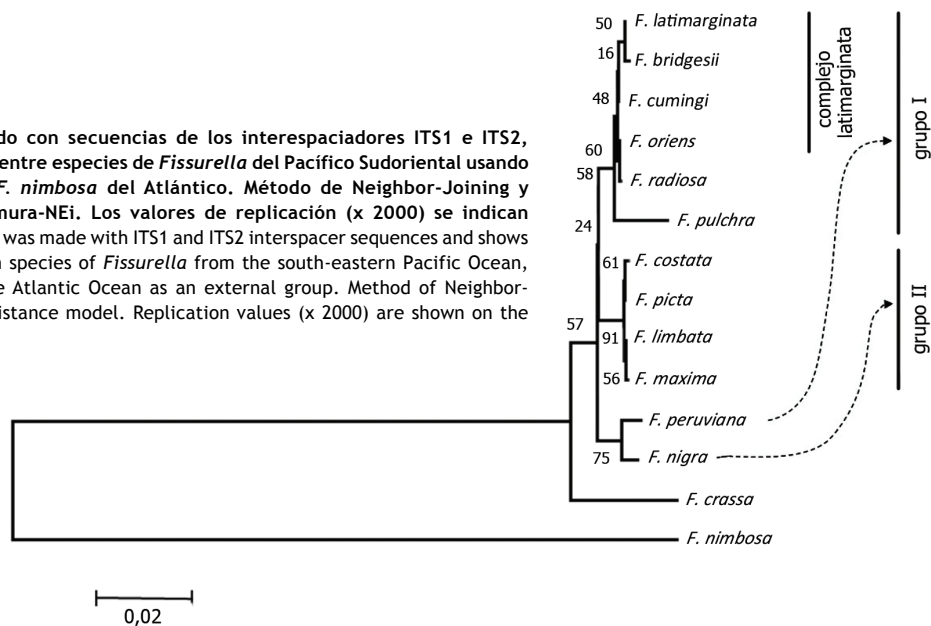 do con secuencias de los interespaciadores ITS1 e ITS2,
entre especies de Fissurella del Pacífico Sudoriental usando
F. nimbosa del Atlántico. Método de Neighbor-Joining y
mura-NEi. Los valores de replicación (x 2000) se indican
was made with ITS1 and ITS2 interspacer sequences and shows
species of Fissurella from the south-eastern Pacific Ocean,
e Atlantic Ocean as an external group. Method of Neighbor-
istance model. Replication values (x 2000) are shown on the
50
F. latimarginata
16
F. bridgesii
48
F. cumingi
60
F. oriens
58
F. radiosa
24
F. pulchra
61
F. costata
F. picta
57
91
F. limbata
56
F. maxima
F. peruviana
75
F. nigra
F. crassa
F. nimbosa
complejo
latimarginata
grupo I
grupo II
0,02